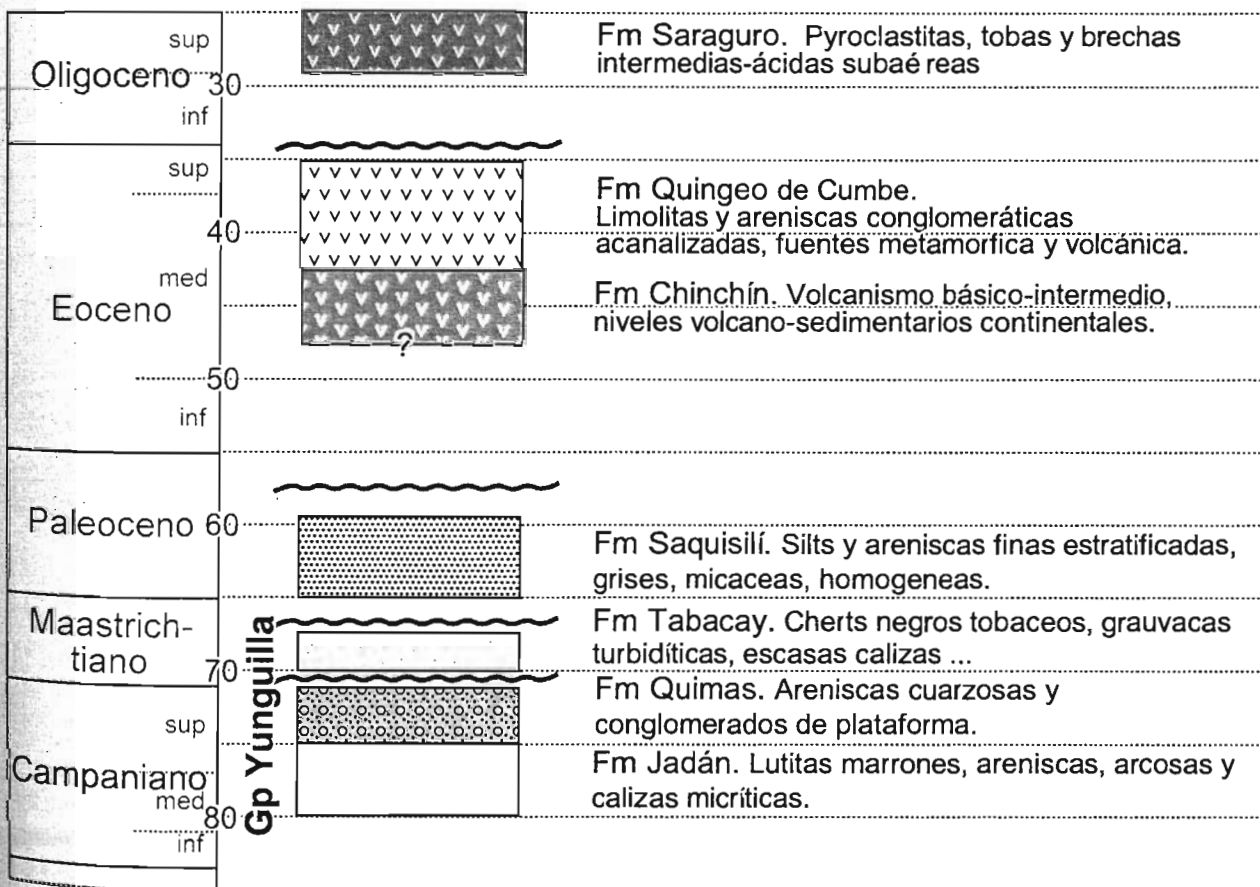 sup
Oligoceno
30
inf
Fm Saraguro. Pyroclastitas, tobas y brechas
intermedias-ácidas subaé reas
sup
40
med
Eoceno
50
inf
Fm Quingeo de Cumbe.
Limolitas y areniscas conglomeráticas
acanalizadas, fuentes metamorfica y volcánica.
Fm Chinchín. Volcanismo básico-intermedio,
niveles volcano-sedimentarios continentales.
?
Paleoceno 60
Fm Saquisilí. Silts y areniscas finas estratificadas,
grises, micaceas, homogeneas.
Maastrich-
tiano
70
Gp Yunguilla
Fm Tabacay. Cherts negros tobaceos, grauvacas
turbidíticas, escasas calizas ...
Fm Quimas. Areniscas cuarzosas y
conglomerados de plataforma.
sup
Campaniano
med
80
inf
Fm Jadán. Lutitas marrones, areniscas, arcosas y
calizas micríticas.